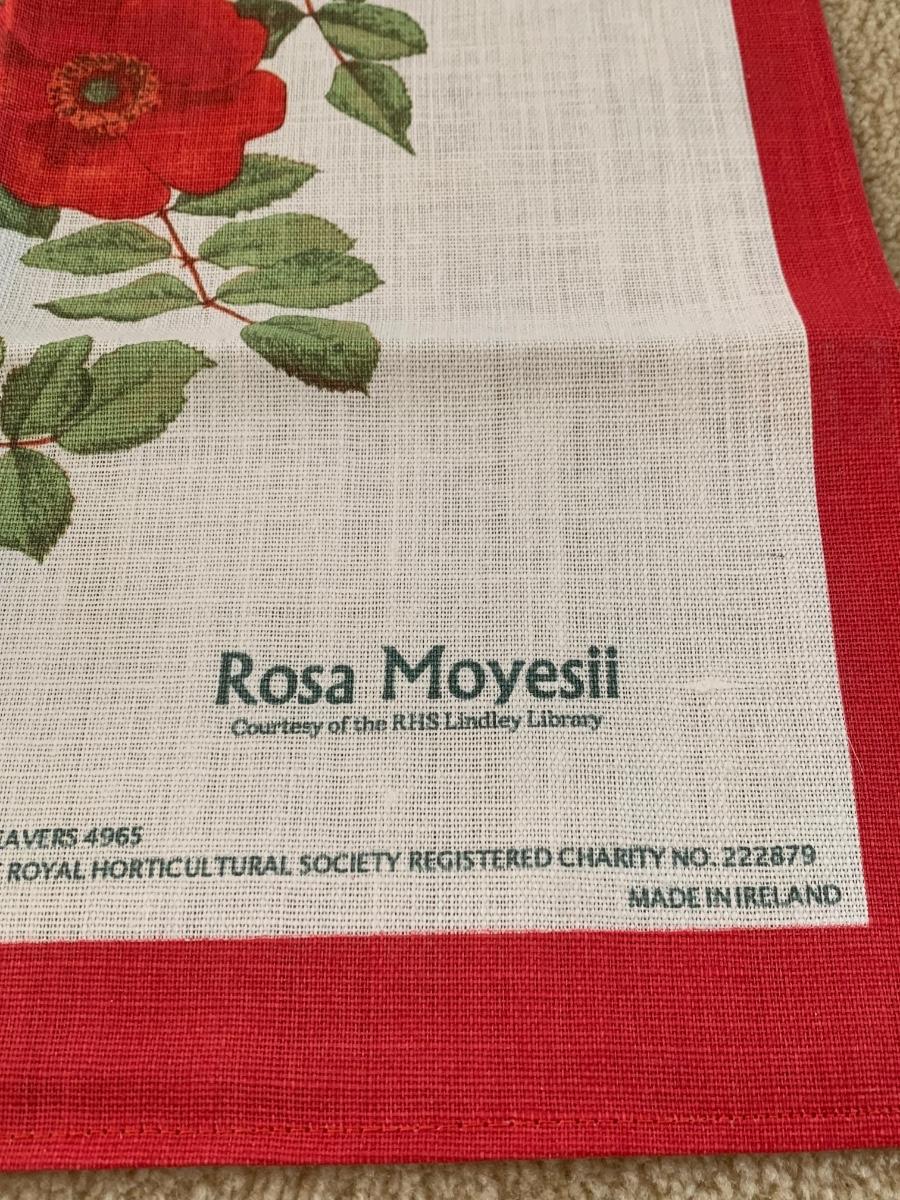 Rosa Moyesii
Courtesy of the RHS Lindley Library
EAVERS 4965
ROYAL HORTICULTURAL SOCIETY REGISTERED CHARITY NO. 222879
MADE IN IRELAND